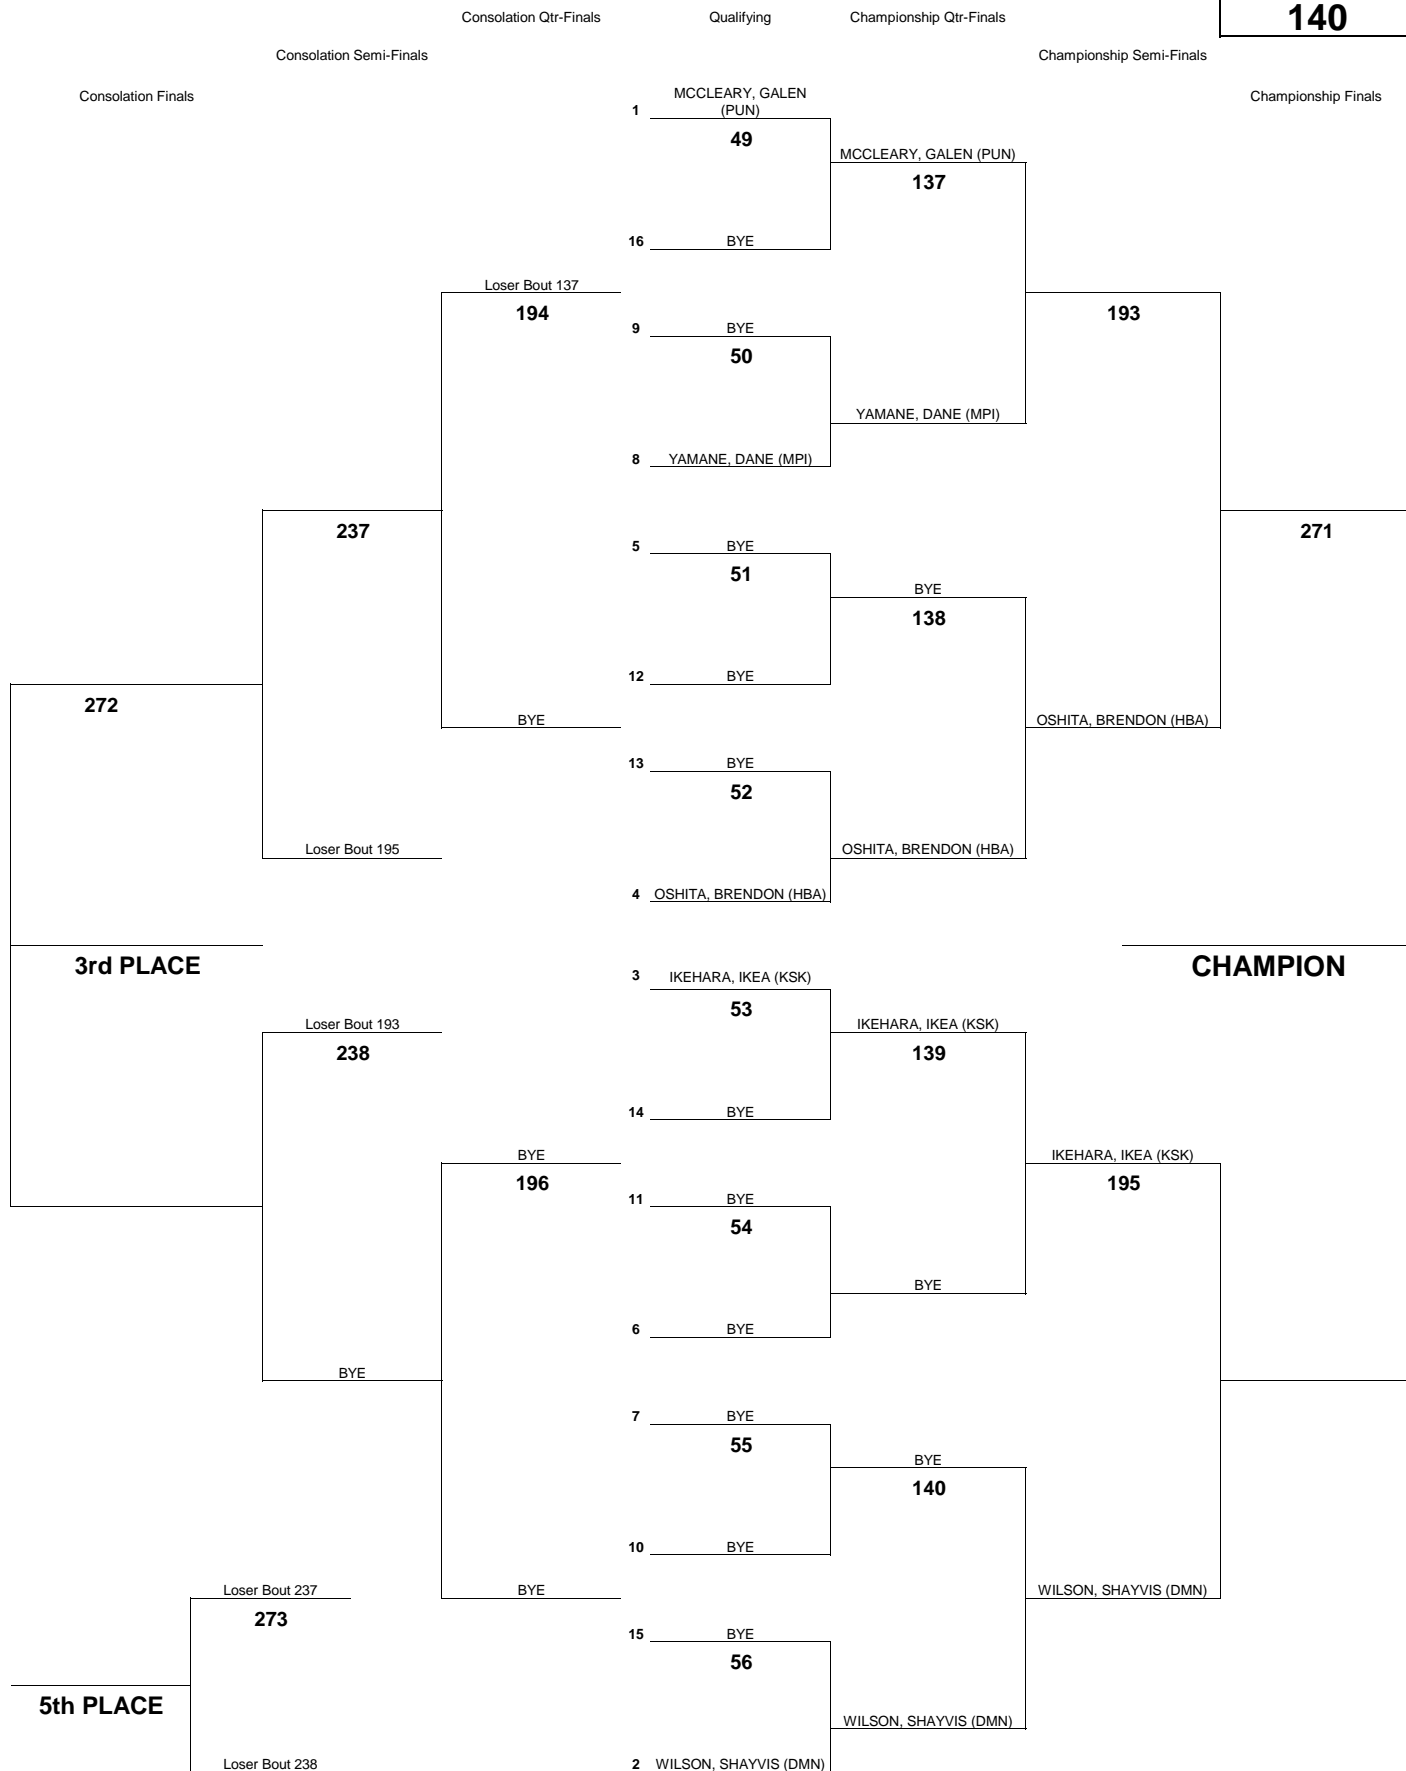 Consolation Qtr-Finals
Qualifying
Championship Qtr-Finals
140
Consolation Semi-Finals
Championship Semi-Finals
Consolation Finals
Championship Finals
MCCLEARY, GALEN
1 (PUN)
49
MCCLEARY, GALEN (PUN)
137
16 BYE
Loser Bout 137
194
193
9 BYE
50
YAMANE, DANE (MPI)
8 YAMANE, DANE (MPI)
237
271
5 BYE
51
BYE
138
12 BYE
272
BYE
OSHITA, BRENDON (HBA)
13 BYE
52
Loser Bout 195
OSHITA, BRENDON (HBA)
4 OSHITA, BRENDON (HBA)
3rd PLACE
CHAMPION
3 IKEHARA, IKEA (KSK)
53
Loser Bout 193
IKEHARA, IKEA (KSK)
238
139
14 BYE
BYE
IKEHARA, IKEA (KSK)
196
195
11 BYE
54
BYE
6 BYE
BYE
7 BYE
55
BYE
140
10 BYE
Loser Bout 237
BYE
WILSON, SHAYVIS (DMN)
273
15 BYE
56
5th PLACE
WILSON, SHAYVIS (DMN)
Loser Bout 238
2 WILSON, SHAYVIS (DMN)